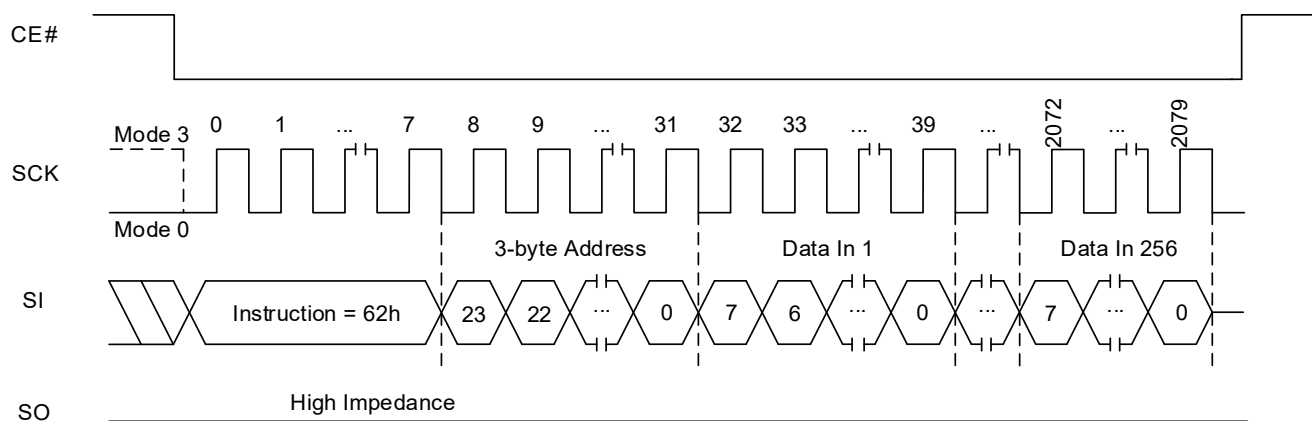 CE#
Mode 3 0 1 ... 7 8 9 ... 31 32 33 ... 39 ... 2072 ... 2079
SCK
Mode 0
3-byte Address Data In 1 Data In 256
SI Instruction = 62h 23 22 ... 0 7 6 ... 0 ... 7 ... 0
High Impedance
SO